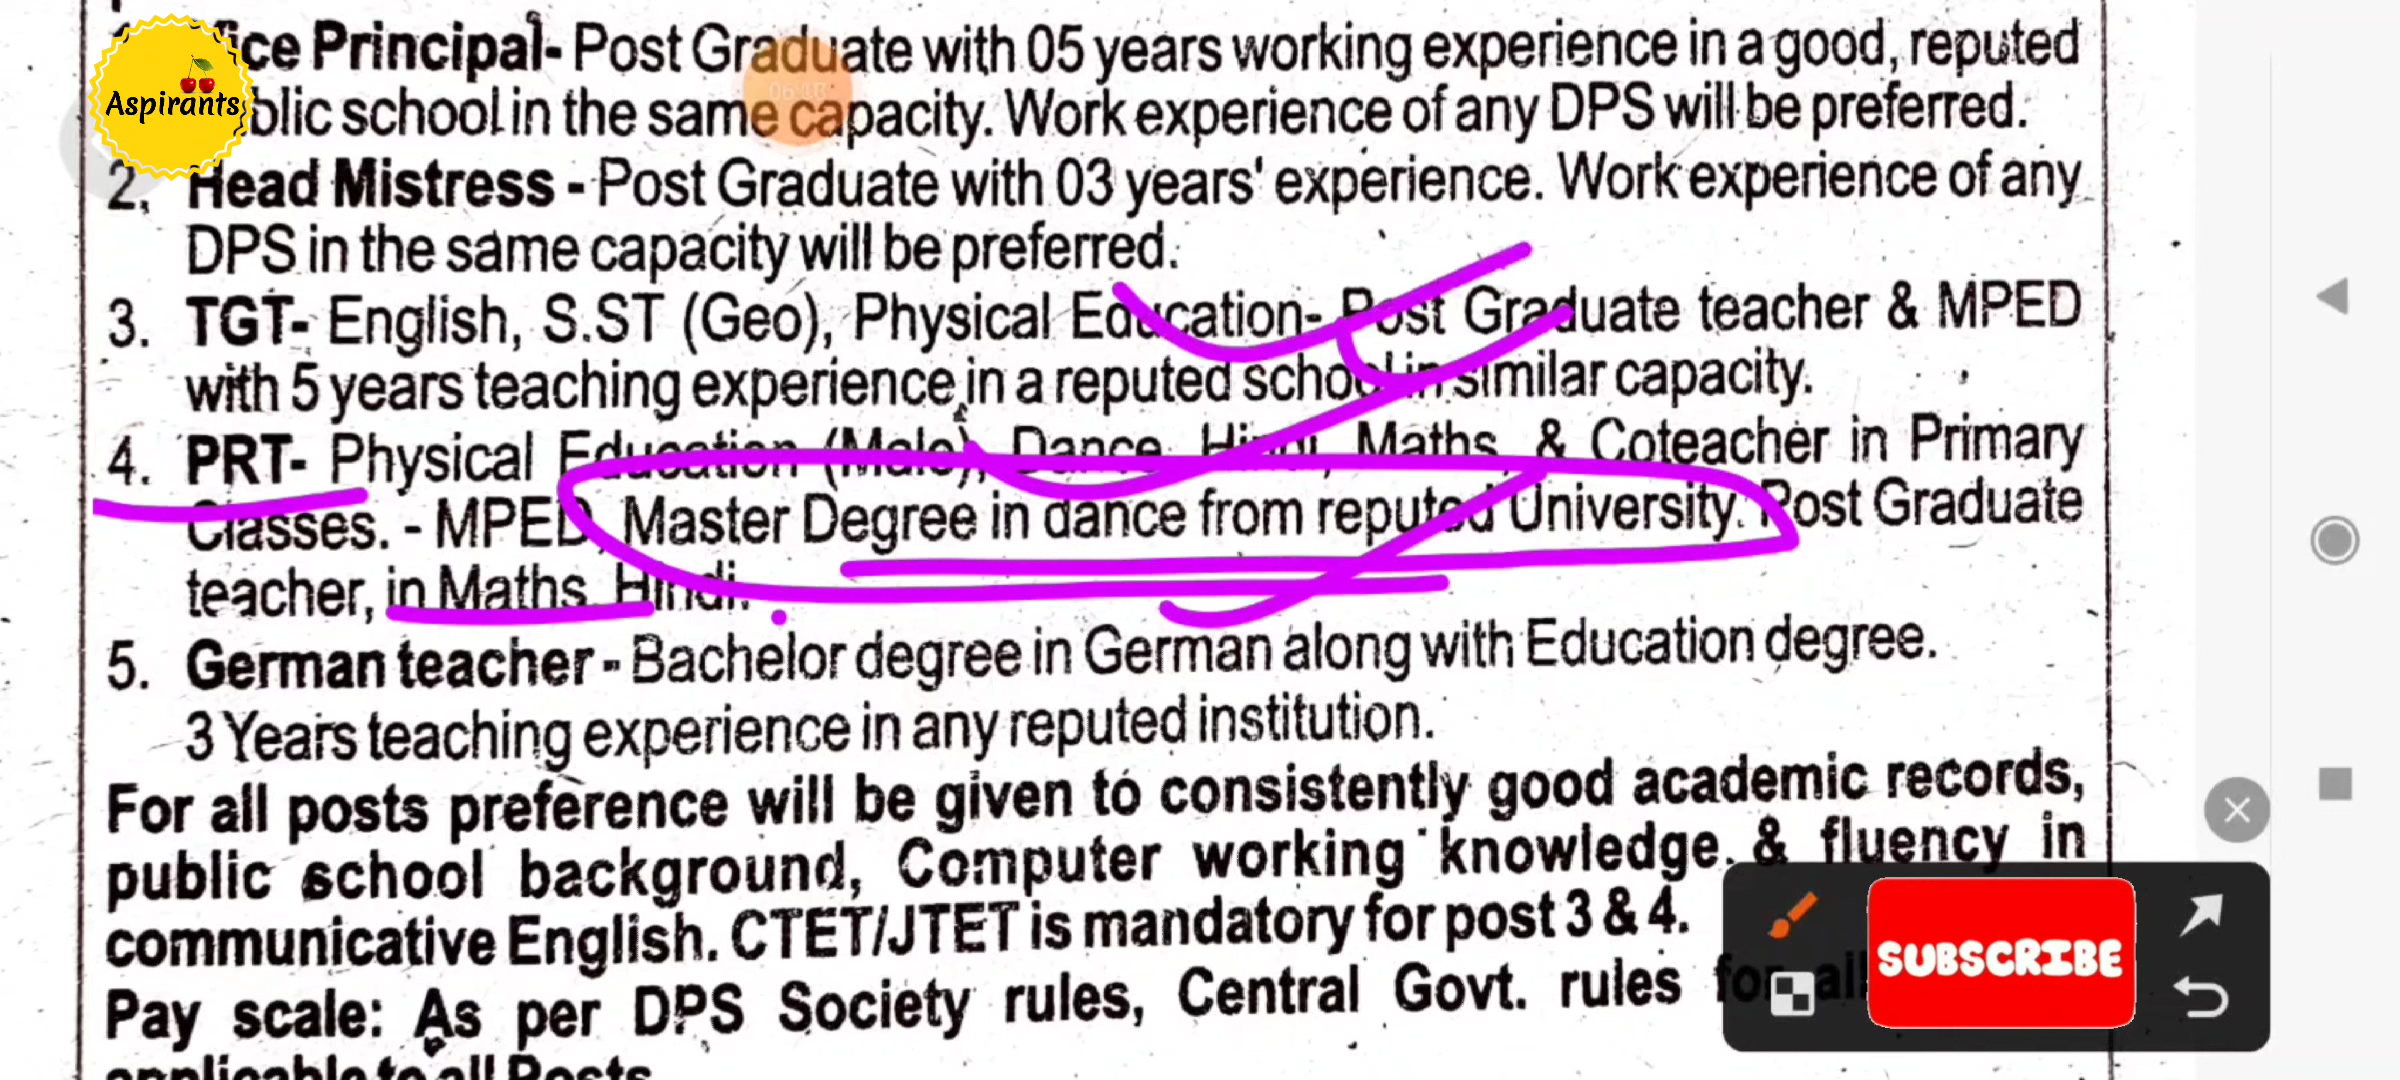 ice Principal- Post Graduate with 05 years working experience in a good, reputed
Aspirants
blic school in the same capacity. Work experience of any DPS will be preferred.
2. Head Mistress - Post Graduate with 03 years' experience. Work experience of any
DPS in the same capacity will be preferred.
3. TGT- English, S.ST (Geo), Physical Education- Post Graduate teacher & MPED
with 5 years teaching experience in a reputed school in similar capacity.
4. PRT- Physical Education (Male), Dance, Hindi, Maths, & Coteacher in Primary
Classes. - MPED, Master Degree in dance from reputed University. Post Graduate
teacher, in Maths, Hindi.
5. German teacher - Bachelor degree in German along with Education degree.
3 Years teaching experience in any reputed institution.
For all posts preference will be given to consistently good academic records,
public school background, Computer working knowledge. & fluency in
communicative English. CTET/JTET is mandatory for post 3 & 4.
Pay scale: As per DPS Society rules, Central Govt. rules for all
SUBSCRIBE
applicable to all Posts